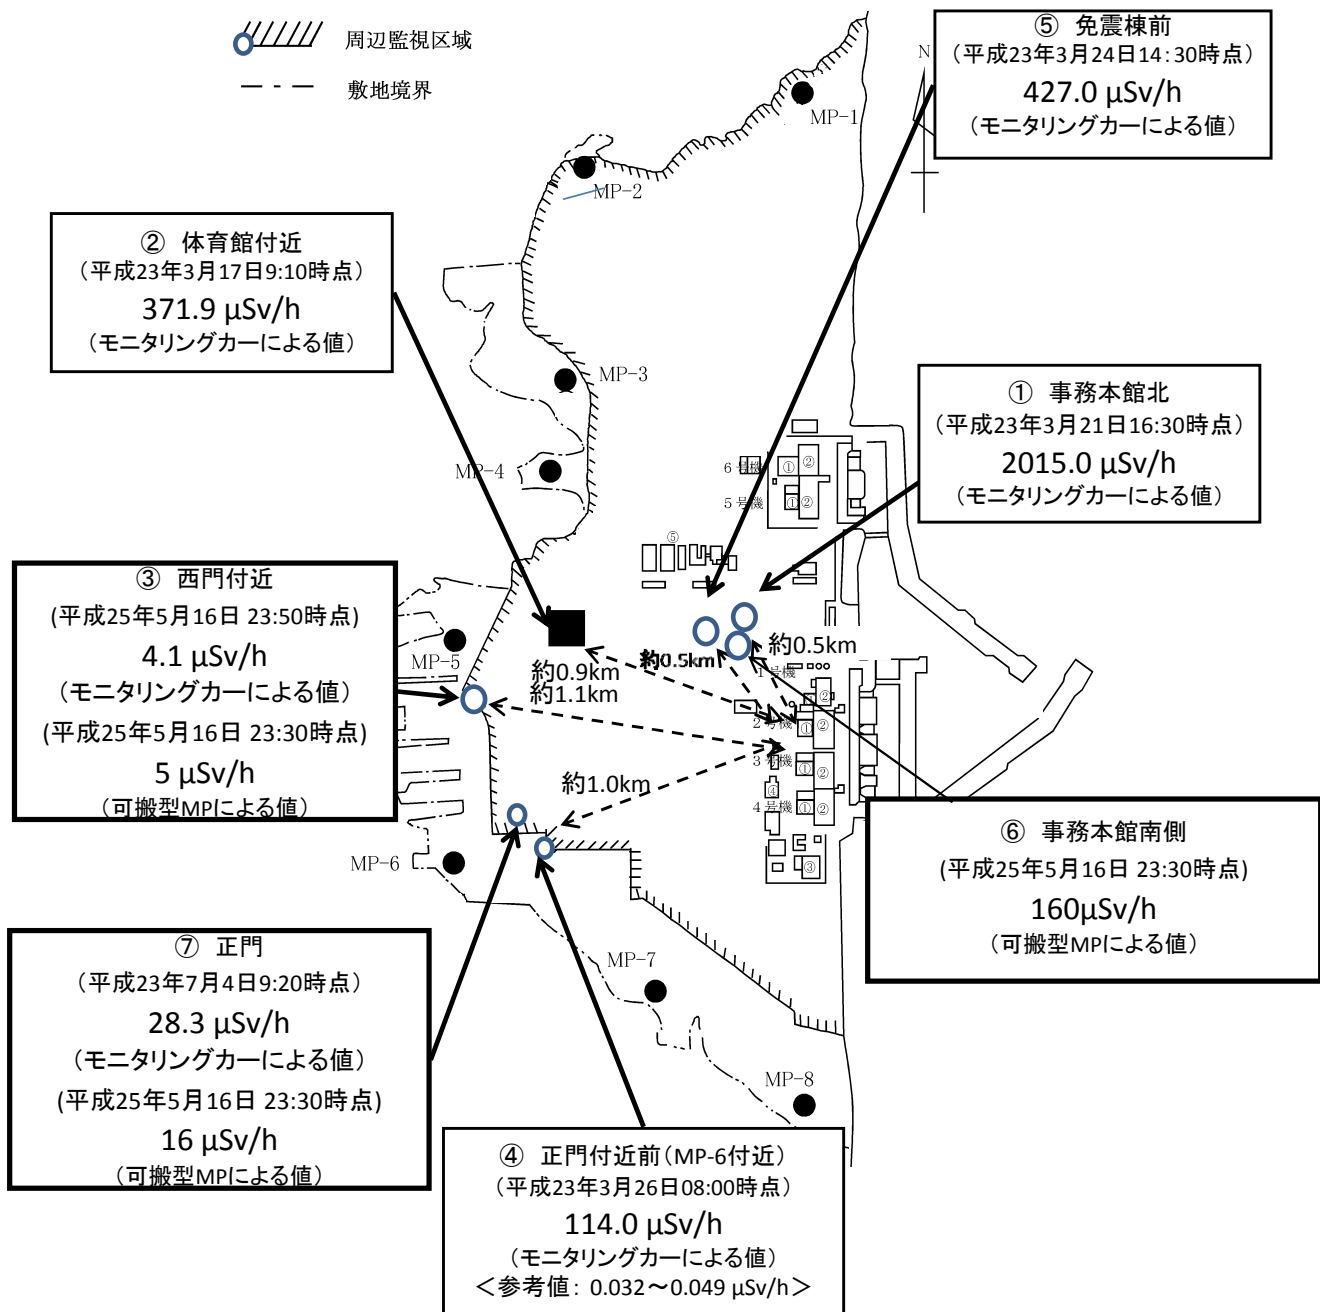 周辺監視区域
敷地境界
⑤ 免震棟前
(平成23年3月24日14:30時点)
427.0 μSv/h
(モニタリングカーによる値)
N
MP-1
MP-2
② 体育館付近
(平成23年3月17日9:10時点)
371.9 μSv/h
(モニタリングカーによる値)
MP-3
① 事務本館北
(平成23年3月21日16:30時点)
2015.0 μSv/h
(モニタリングカーによる値)
MP-4
6号機
①
②
5号機
①
②
⑤
③ 西門付近
(平成25年5月16日 23:50時点)
4.1 μSv/h
(モニタリングカーによる値)
(平成25年5月16日 23:30時点)
5 μSv/h
(可搬型MPによる値)
MP-5
約0.9km
約1.1km
約0.5km
約0.5km
1号機
②
2号機
①
②
3号機
①
②
④
4号機
①
②
③
約1.0km
MP-6
⑥ 事務本館南側
(平成25年5月16日 23:30時点)
160μSv/h
(可搬型MPによる値)
⑦ 正門
(平成23年7月4日9:20時点)
28.3 μSv/h
(モニタリングカーによる値)
(平成25年5月16日 23:30時点)
16 μSv/h
(可搬型MPによる値)
MP-7
MP-8
④ 正門付近前(MP-6付近)
(平成23年3月26日08:00時点)
114.0 μSv/h
(モニタリングカーによる値)
<参考値: 0.032～0.049 μSv/h>